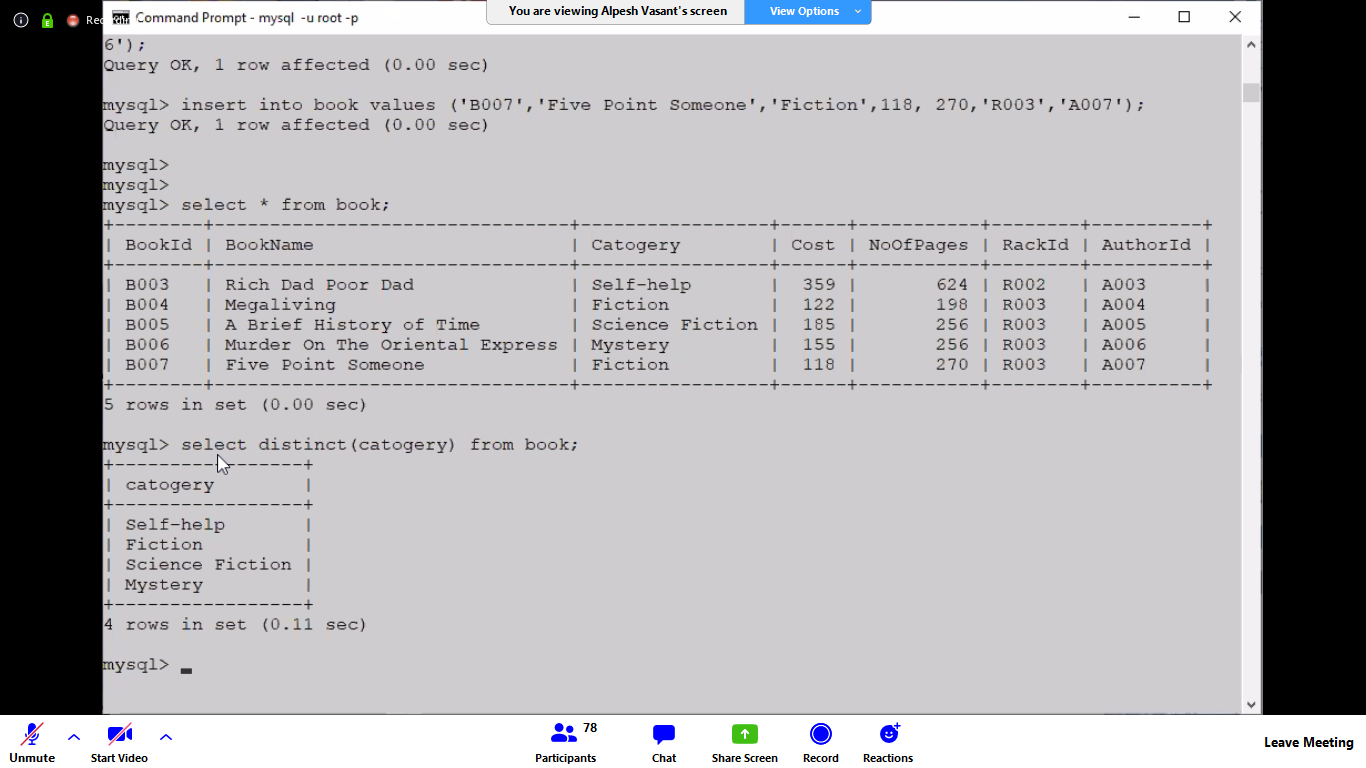 Recording
Command Prompt - mysql -u root -p
You are viewing Alpesh Vasant's screen
View Options
6');
Query OK, 1 row affected (0.00 sec)
mysql> insert into book values ('B007','Five Point Someone','Fiction',118, 270,'R003','A007');
Query OK, 1 row affected (0.00 sec)
mysql>
mysql>
mysql> select * from book;
+---------+---------------------------------+-----------------+------+-----------+--------+----------+
| BookId | BookName | Catogery | Cost | NoOfPages | RackId | AuthorId |
+---------+---------------------------------+-----------------+------+-----------+--------+----------+
| B003 | Rich Dad Poor Dad | Self-help | 359 | 624 | R002 | A003 |
| B004 | Megaliving | Fiction | 122 | 198 | R003 | A004 |
| B005 | A Brief History of Time | Science Fiction | 185 | 256 | R003 | A005 |
| B006 | Murder On The Oriental Express | Mystery | 155 | 256 | R003 | A006 |
| B007 | Five Point Someone | Fiction | 118 | 270 | R003 | A007 |
+---------+---------------------------------+-----------------+------+-----------+--------+----------+
5 rows in set (0.00 sec)
mysql> select distinct(catogery) from book;
+-----------------+
| catogery |
+-----------------+
| Self-help |
| Fiction |
| Science Fiction |
| Mystery |
+-----------------+
4 rows in set (0.11 sec)
mysql>
Unmute
Start Video
78
Participants
Chat
Share Screen
Record
Reactions
Leave Meeting